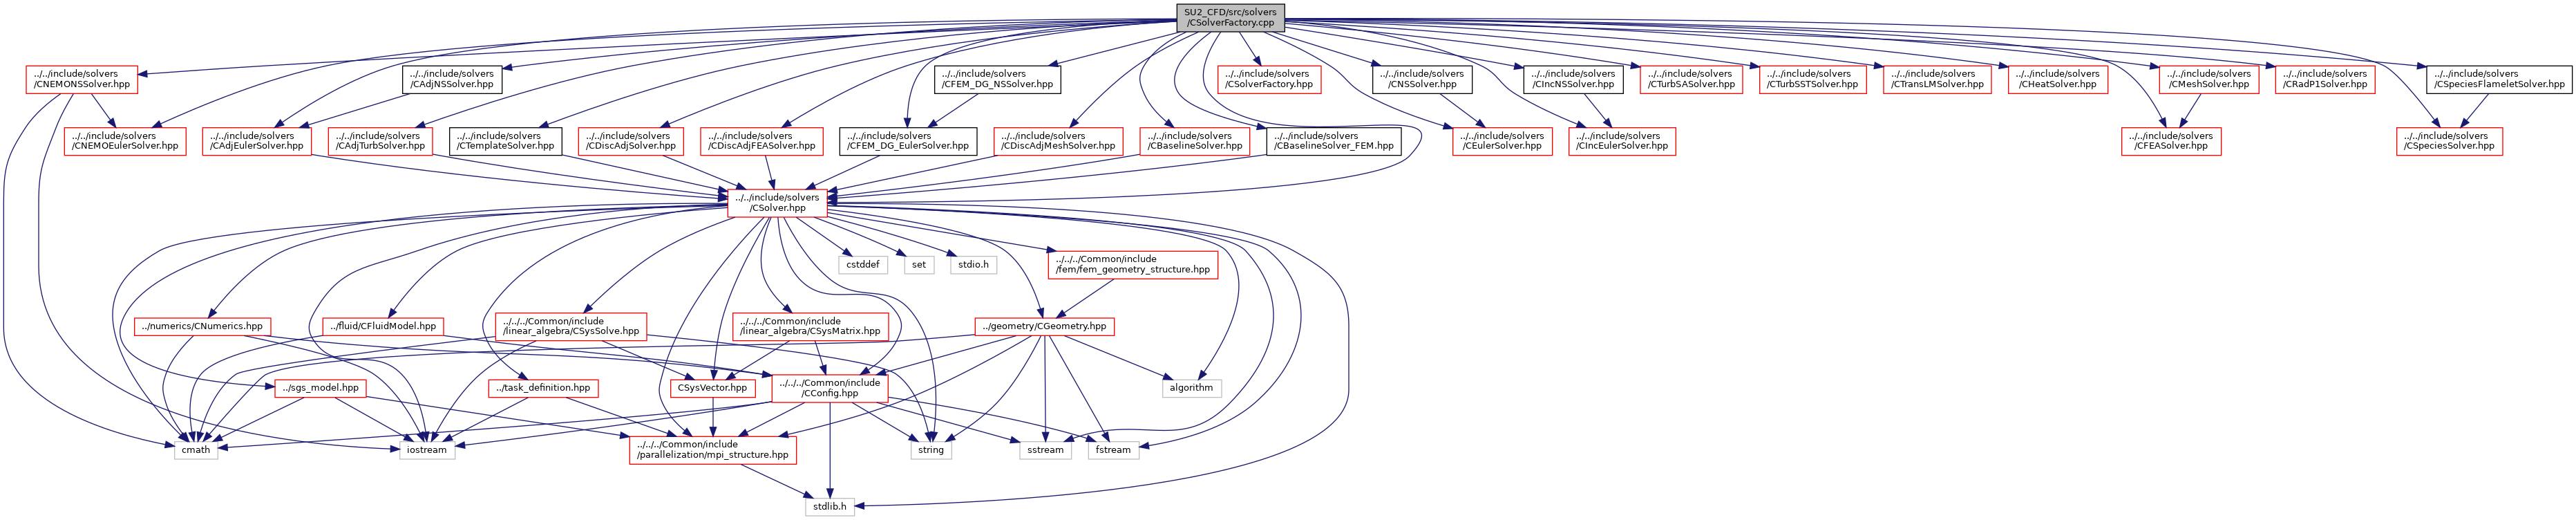 SU2_CFD/src/solvers
/CSolverFactory.cpp
../../include/solvers
/CNEMONSSolver.hpp
../../include/solvers
/CAdjNSSolver.hpp
../../include/solvers
/CFEM_DG_NSSolver.hpp
../../include/solvers
/CSolverFactory.hpp
../../include/solvers
/CNSSolver.hpp
../../include/solvers
/CIncNSSolver.hpp
../../include/solvers
/CTurbSASolver.hpp
../../include/solvers
/CTurbSSTSolver.hpp
../../include/solvers
/CTransLMSolver.hpp
../../include/solvers
/CHeatSolver.hpp
../../include/solvers
/CMeshSolver.hpp
../../include/solvers
/CRadP1Solver.hpp
../../include/solvers
/CSpeciesFlameletSolver.hpp
../../include/solvers
/CNEMOEulerSolver.hpp
../../include/solvers
/CAdjEulerSolver.hpp
../../include/solvers
/CAdjTurbSolver.hpp
../../include/solvers
/CTemplateSolver.hpp
../../include/solvers
/CDiscAdjSolver.hpp
../../include/solvers
/CDiscAdjFEASolver.hpp
../../include/solvers
/CFEM_DG_EulerSolver.hpp
../../include/solvers
/CDiscAdjMeshSolver.hpp
../../include/solvers
/CBaselineSolver.hpp
../../include/solvers
/CBaselineSolver_FEM.hpp
../../include/solvers
/CEulerSolver.hpp
../../include/solvers
/CIncEulerSolver.hpp
../../include/solvers
/CFEASolver.hpp
../../include/solvers
/CSpeciesSolver.hpp
../../include/solvers
/CSolver.hpp
cstddef
set
stdio.h
../../../Common/include
/fem/fem_geometry_structure.hpp
../numerics/CNumerics.hpp
../fluid/CFluidModel.hpp
../../../Common/include
/linear_algebra/CSysSolve.hpp
../../../Common/include
/linear_algebra/CSysMatrix.hpp
../geometry/CGeometry.hpp
../sgs_model.hpp
../task_definition.hpp
CSysVector.hpp
../../../Common/include
/CConfig.hpp
algorithm
cmath
iostream
../../../Common/include
/parallelization/mpi_structure.hpp
string
sstream
fstream
stdlib.h